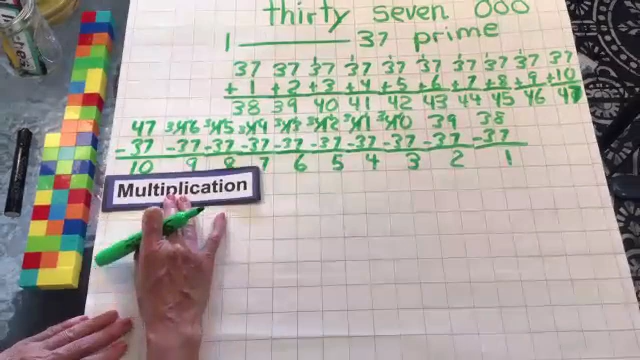 thirty seven 000
1 37 prime
37 37 37 37 37 37 37 37 37 37
+ 1 + 2 + 3 + 4 + 5 + 6 + 7 + 8 + 9 + 10
38 39 40 41 42 43 44 45 46 47
47 46 45 44 43 42 41 40 39 38
- 37 - 37 - 37 - 37 - 37 - 37 - 37 - 37 - 37 - 37
10 9 8 7 6 5 4 3 2 1
Multiplication